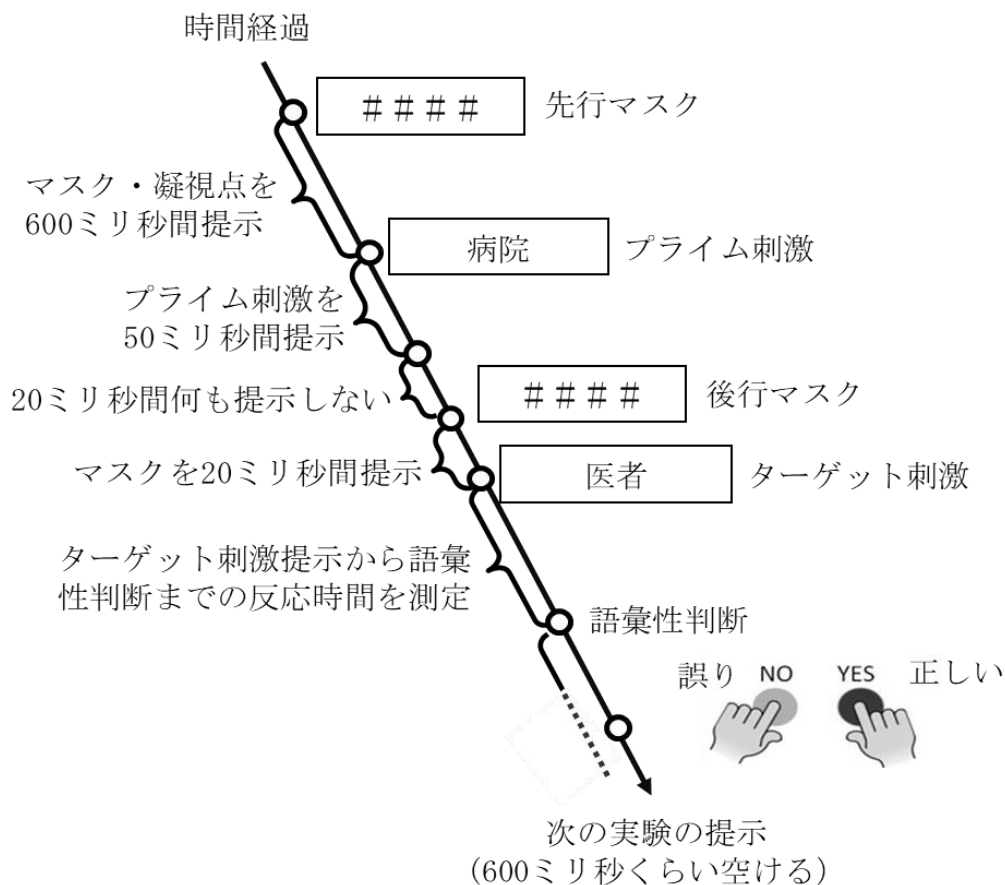 時間経過
＃＃＃＃ 先行マスク
マスク・凝視点を
600ミリ秒間提示
病院 プライム刺激
プライム刺激を
50ミリ秒間提示
20ミリ秒間何も提示しない
＃＃＃＃ 後行マスク
マスクを20ミリ秒間提示
医者 ターゲット刺激
ターゲット刺激提示から語彙
性判断までの反応時間を測定
語彙性判断
誤り NO YES 正しい
次の実験の提示
(600ミリ秒くらい空ける)